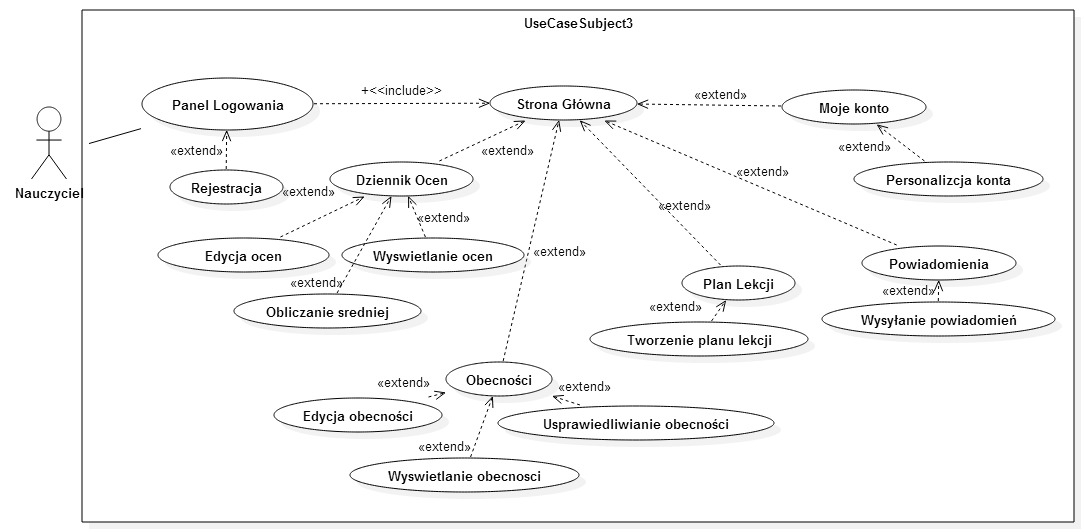 UseCaseSubject3
Panel Logowania
+<<include>>
Strona Główna
«extend»
Moje konto
Nauczyciel
«extend»
Rejestracja
«extend»
Dziennik Ocen
«extend»
«extend»
Personalizcja konta
«extend»
«extend»
«extend»
«extend»
Edycja ocen
Wyswietlanie ocen
«extend»
Powiadomienia
«extend»
Obliczanie sredniej
Plan Lekcji
«extend»
«extend»
Wysyłanie powiadomień
Tworzenie planu lekcji
Obecności
«extend»
«extend»
Edycja obecności
Usprawiedliwianie obecności
«extend»
Wyswietlanie obecnosci